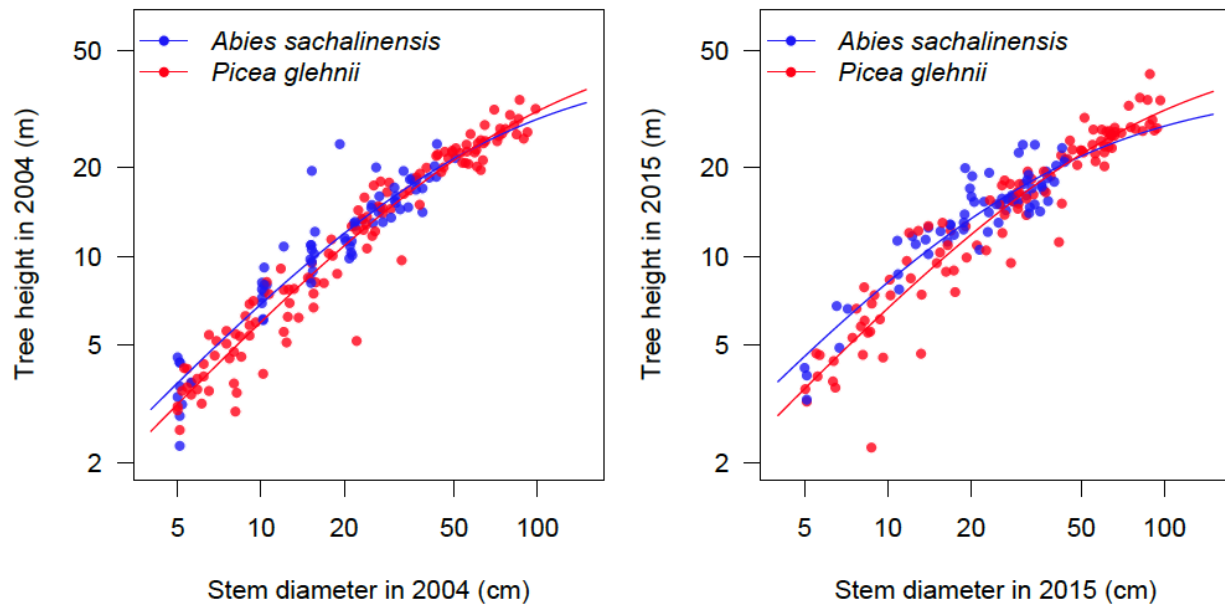 Abies sachalinensis
Picea glehnii
Tree height in 2004 (m)
50
20
10
5
2
5 10 20 50 100
Stem diameter in 2004 (cm)
Abies sachalinensis
Picea glehnii
Tree height in 2015 (m)
50
20
10
5
2
5 10 20 50 100
Stem diameter in 2015 (cm)